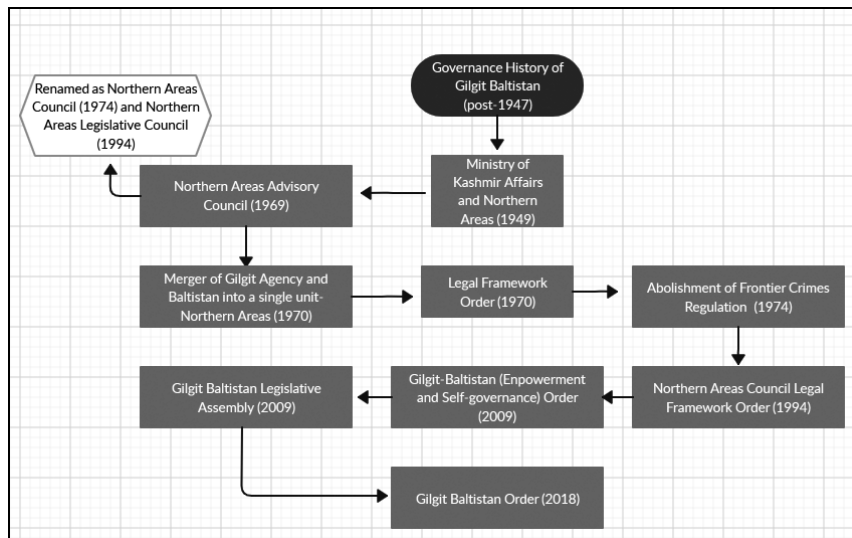 Governance History of
Gilgit Baltistan
(post-1947)
Renamed as Northern Areas
Council (1974) and Northern
Areas Legislative Council
(1994)
Ministry of
Kashmir Affairs
and Northern
Areas (1949)
Northern Areas Advisory
Council (1969)
Merger of Gilgit Agency and
Baltistan into a single unit-
Northern Areas (1970)
Legal Framework
Order (1970)
Abolishment of Frontier Crimes
Regulation (1974)
Northern Areas Council Legal
Framework Order (1994)
Gilgit-Baltistan (Enpowerment
and Self-governance) Order
(2009)
Gilgit Baltistan Legislative
Assembly (2009)
Gilgit Baltistan Order (2018)